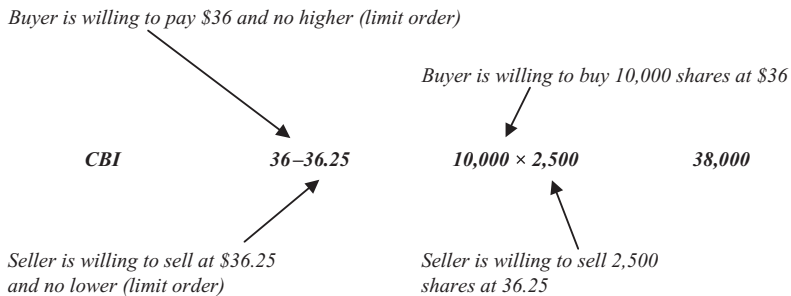 Buyer is willing to pay $36 and no higher (limit order)
Buyer is willing to buy 10,000 shares at $36
CBI 36–36.25 10,000 × 2,500 38,000
Seller is willing to sell at $36.25
and no lower (limit order)
Seller is willing to sell 2,500
shares at 36.25